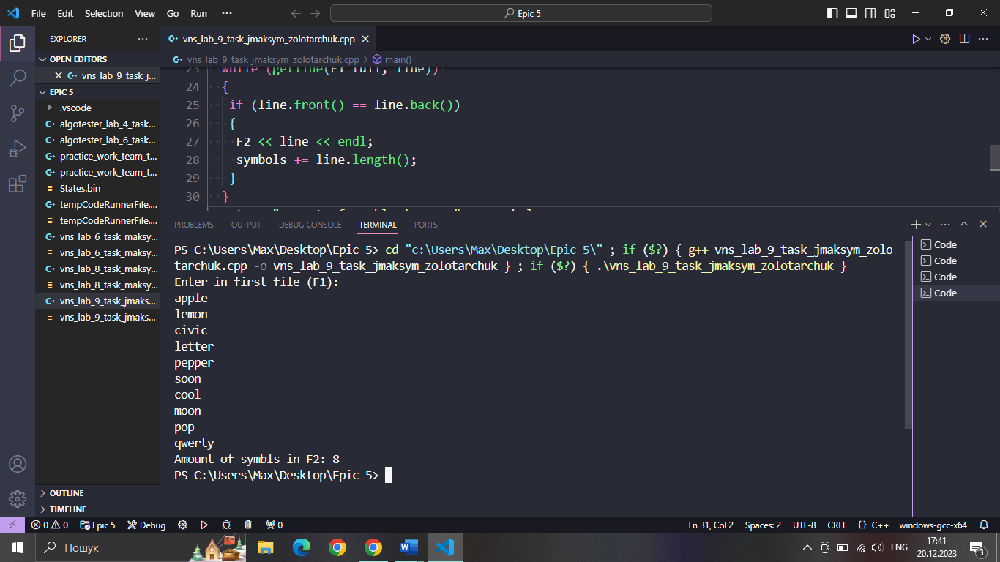 File Edit Selection View Go Run ··· Epic 5
EXPLORER ···
OPEN EDITORS
vns_lab_9_task_j...
EPIC 5
.vscode
algotester_lab_4_task...
algotester_lab_6_task...
practice_work_team_t...
practice_work_team_t...
States.bin
tempCodeRunnerFile....
tempCodeRunnerFile....
vns_lab_6_task_maksy...
vns_lab_6_task_maksy...
vns_lab_8_task_maksy...
vns_lab_8_task_maksy...
vns_lab_9_task_jmaks...
vns_lab_9_task_jmaks...
OUTLINE
TIMELINE
vns_lab_9_task_jmaksym_zolotarchuk.cpp
vns_lab_9_task_jmaksym_zolotarchuk.cpp > main()
23 while (getline(F1_full, line))
24 {
25 if (line.front() == line.back())
26 {
27 F2 << line << endl;
28 symbols += line.length();
29 }
30 }
PROBLEMS OUTPUT DEBUG CONSOLE TERMINAL PORTS
PS C:\Users\Max\Desktop\Epic 5> cd "c:\Users\Max\Desktop\Epic 5\" ; if ($?) { g++ vns_lab_9_task_jmaksym_zolo
tarchuk.cpp -o vns_lab_9_task_jmaksym_zolotarchuk } ; if ($?) { .\vns_lab_9_task_jmaksym_zolotarchuk }
Enter in first file (F1):
apple
lemon
civic
letter
pepper
soon
cool
moon
pop
qwerty
Amount of symbls in F2: 8
PS C:\Users\Max\Desktop\Epic 5>
Code
Code
Code
Code
0 0 Epic 5 Debug 0 Ln 31, Col 2 Spaces: 2 UTF-8 CRLF {} C++ windows-gcc-x64
Пошук ENG 17:41
20.12.2023 3